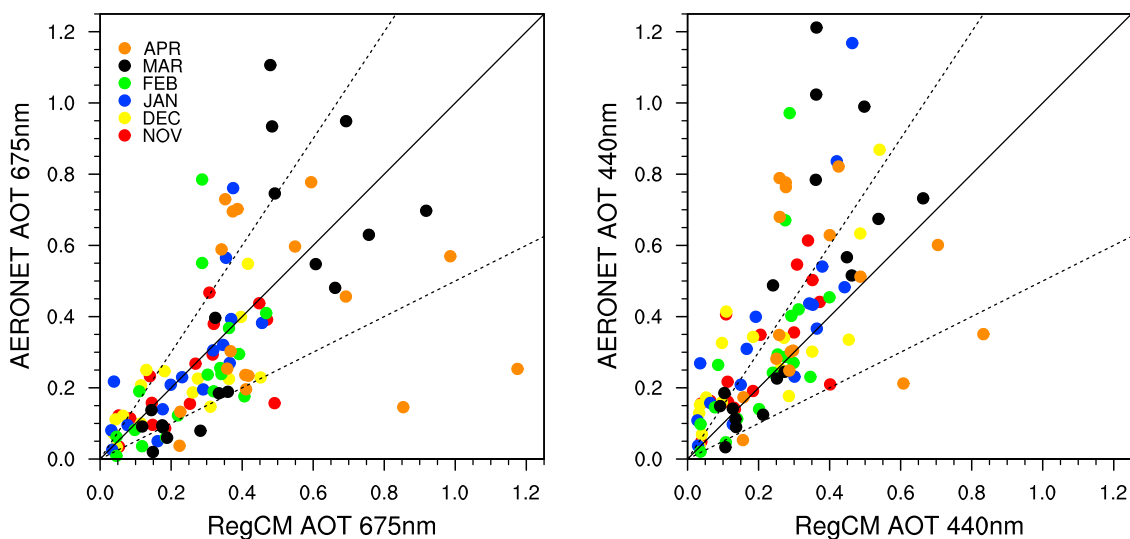 AERONET AOT 675nm
1.2
1.0
0.8
0.6
0.4
0.2
0.0
APR
MAR
FEB
JAN
DEC
NOV
0.0 0.2 0.4 0.6 0.8 1.0 1.2
RegCM AOT 675nm
AERONET AOT 440nm
1.2
1.0
0.8
0.6
0.4
0.2
0.0
0.0 0.2 0.4 0.6 0.8 1.0 1.2
RegCM AOT 440nm